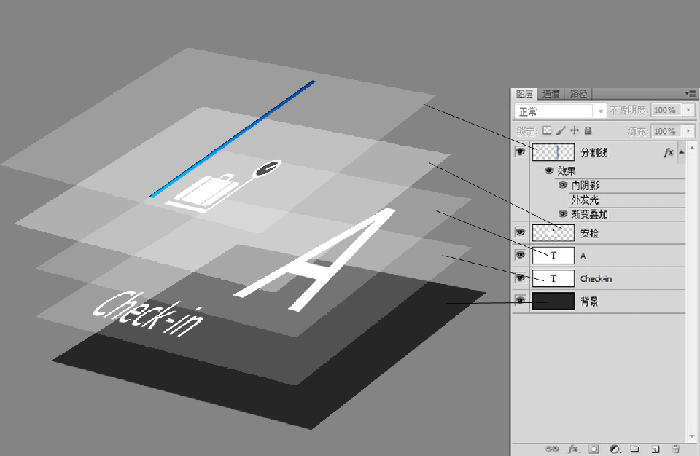 图层 通道 路径
正常 不透明度: 100%
锁定: 填充: 100%
分割线 fx
效果
内阴影
外发光
渐变叠加
安检
T A
T Check-in
背景
A
Check-in